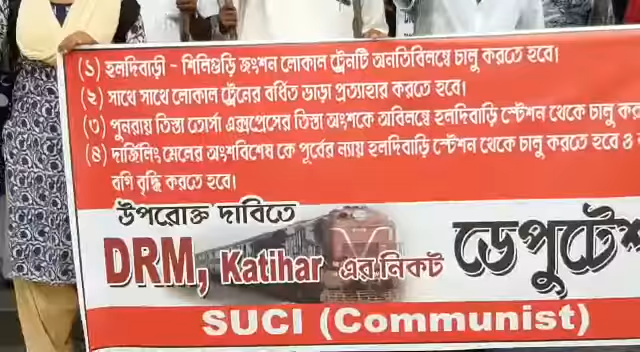 (১) হলদিবাড়ী - শিলিগুড়ি জংশন লোকাল ট্রেনটি অনতিবিলম্বে চালু করতে হবে।
(২) সাথে সাথে লোকাল ট্রেনের বর্ধিত ভাড়া প্রত্যাহার করতে হবে।
(৩) পুনরায় তিস্তা তোর্সা এক্সপ্রেসের তিস্তা অংশকে অবিলম্বে হলদিবাড়ি স্টেশন থেকে চালু
(৪) দার্জিলিং মেলের অংশবিশেষ কে পূর্বের ন্যায় হলদিবাড়ি স্টেশন থেকে চালু করতে হবে ও
বগি বৃদ্ধি করতে হবে।
উপরোক্ত দাবিতে
DRM, Katihar এর নিকট ডেপুটেশ
SUCI (Communist)